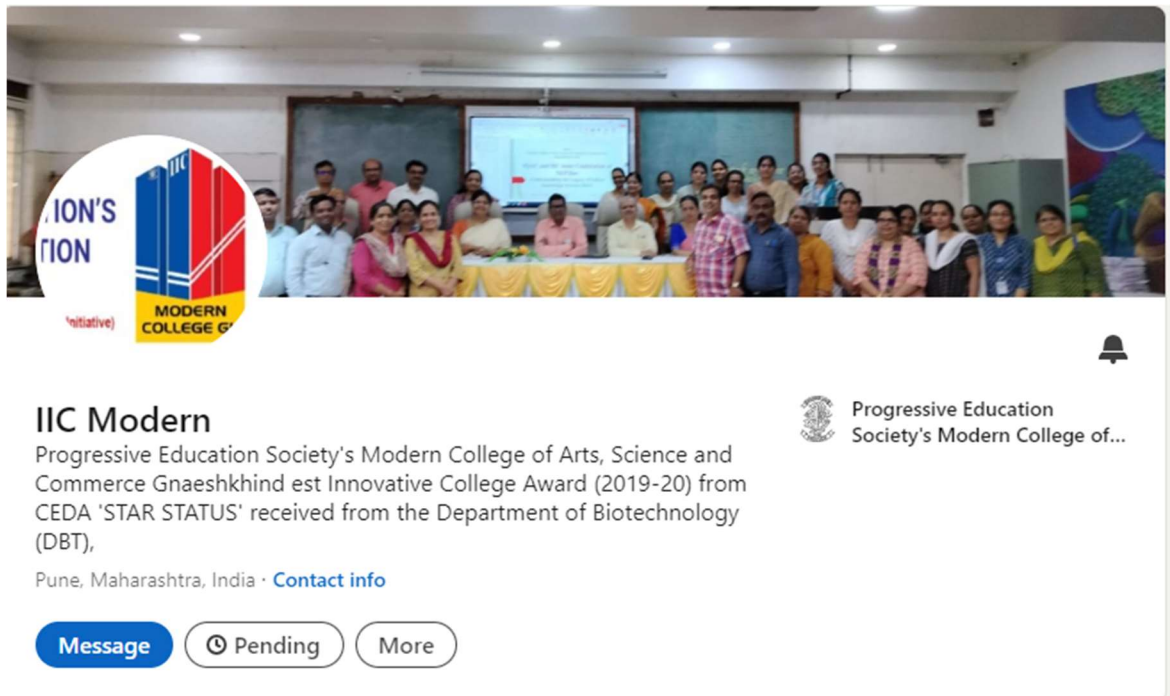 IIC
ION'S
TION
nitiative)
MODERN
COLLEGE G
IIC Modern
Progressive Education Society's Modern College of Arts, Science and
Commerce Gnaeshkhind est Innovative College Award (2019-20) from
CEDA 'STAR STATUS' received from the Department of Biotechnology
(DBT),
Pune, Maharashtra, India · Contact info
Message
Pending
More
Progressive Education
Society's Modern College of...